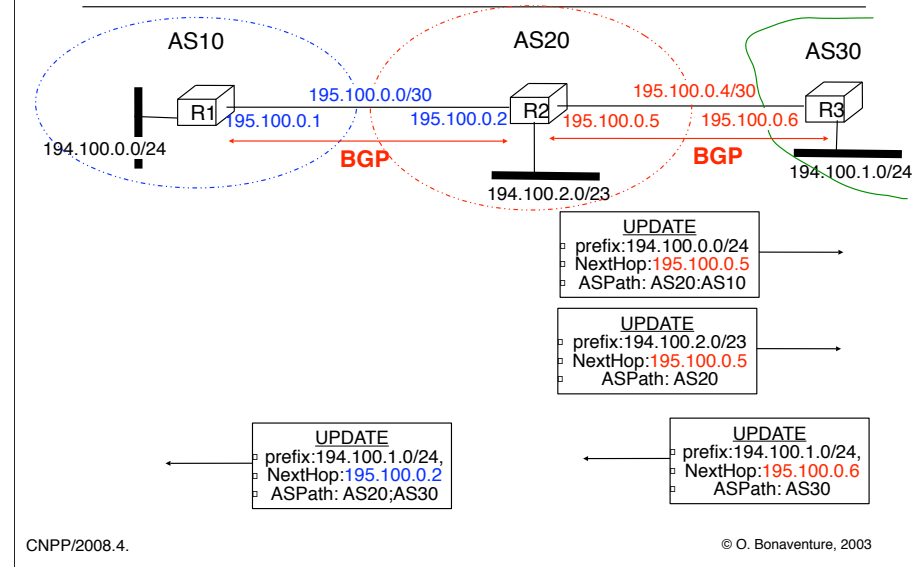 AS10
AS20
AS30
195.100.0.0/30
195.100.0.4/30
R1
R2
R3
195.100.0.1
195.100.0.2
195.100.0.5
195.100.0.6
194.100.0.0/24
BGP
BGP
194.100.1.0/24
194.100.2.0/23
UPDATE
prefix:194.100.0.0/24
NextHop:195.100.0.5
ASPath: AS20:AS10
UPDATE
prefix:194.100.2.0/23
NextHop:195.100.0.5
ASPath: AS20
UPDATE
prefix:194.100.1.0/24,
NextHop:195.100.0.2
ASPath: AS20;AS30
UPDATE
prefix:194.100.1.0/24,
NextHop:195.100.0.6
ASPath: AS30
CNPP/2008.4.
© O. Bonaventure, 2003